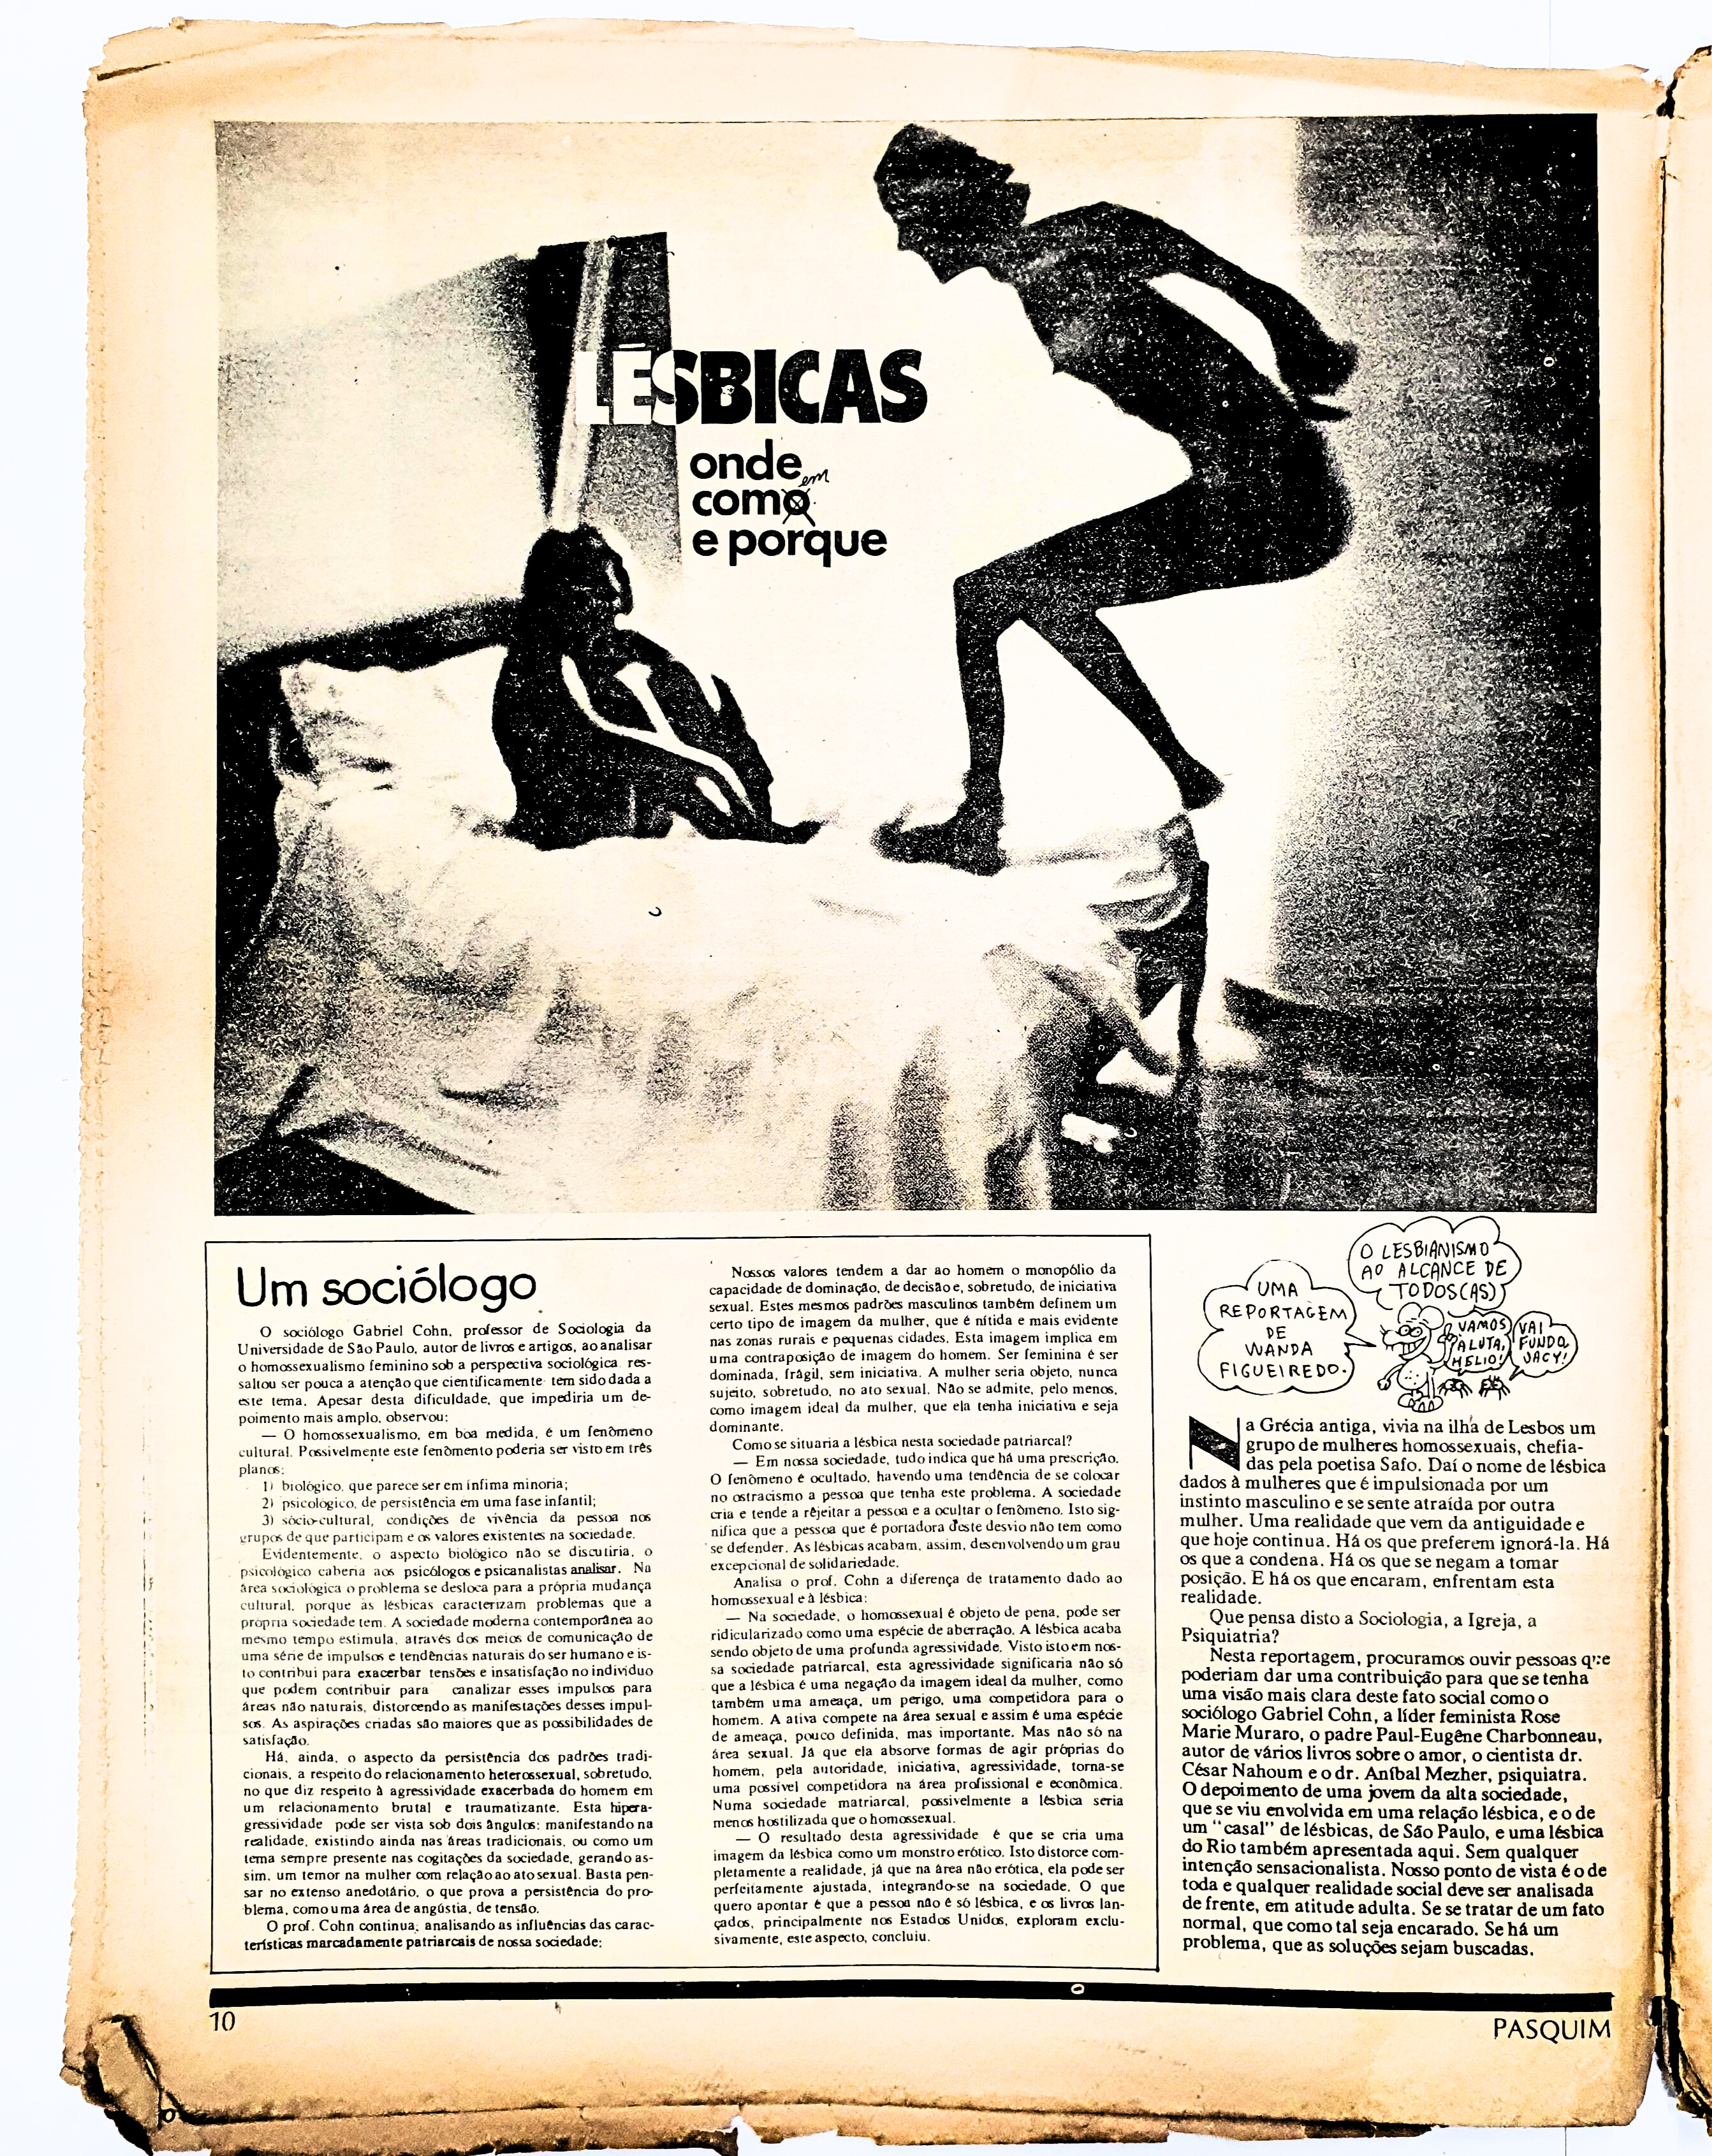 LÉSBICAS
onde
em
como
e porque
Um sociólogo
O sociólogo Gabriel Cohn, professor de Sociologia da
Universidade de São Paulo, autor de livros e artigos, ao analisar
o homossexualismo feminino sob a perspectiva sociológica res-
saltou ser pouca a atenção que cientificamente tem sido dada a
este tema. Apesar desta dificuldade, que impediria um de-
poimento mais amplo, observou:
— O homossexualismo, em boa medida, é um fenômeno
cultural. Possivelmente este fenômento poderia ser visto em três
planos:
1) biológico, que parece ser em ínfima minoria;
2) psicológico, de persistência em uma fase infantil;
3) sócio-cultural, condições de vivência da pessoa nos
grupos de que participam e os valores existentes na sociedade.
Evidentemente, o aspecto biológico não se discutiria, o
psicológico caberia aos psicólogos e psicanalistas analisar. Na
área sociológica o problema se desloca para a própria mudança
cultural, porque as lésbicas caracterizam problemas que a
própria sociedade tem. A sociedade moderna contemporânea ao
mesmo tempo estimula, através dos meios de comunicação de
uma série de impulsos e tendências naturais do ser humano e is-
to contribui para exacerbar tensões e insatisfação no indivíduo
que podem contribuir para canalizar esses impulsos para
áreas não naturais, distorcendo as manifestações desses impul-
sos. As aspirações criadas são maiores que as possibilidades de
satisfação.
Há, ainda, o aspecto da persistência dos padrões tradi-
cionais, a respeito do relacionamento heterossexual, sobretudo,
no que diz respeito à agressividade exacerbada do homem em
um relacionamento brutal e traumatizante. Esta hipera-
gressividade pode ser vista sob dois ângulos: manifestando na
realidade, existindo ainda nas áreas tradicionais, ou como um
tema sempre presente nas cogitações da sociedade, gerando as-
sim, um temor na mulher com relação ao ato sexual. Basta pen-
sar no extenso anedotário, o que prova a persistência do pro-
blema, como uma área de angústia, de tensão.
O prof. Cohn continua, analisando as influências das carac-
terísticas marcadamente patriarcais de nossa sociedade:
Nossos valores tendem a dar ao homem o monopólio da
capacidade de dominação, de decisão e, sobretudo, de iniciativa
sexual. Estes mesmos padrões masculinos também definem um
certo tipo de imagem da mulher, que é nítida e mais evidente
nas zonas rurais e pequenas cidades. Esta imagem implica em
uma contraposição de imagem do homem. Ser feminina é ser
dominada, frágil, sem iniciativa. A mulher seria objeto, nunca
sujeito, sobretudo, no ato sexual. Não se admite, pelo menos,
como imagem ideal da mulher, que ela tenha iniciativa e seja
dominante.
Como se situaria a lésbica nesta sociedade patriarcal?
— Em nossa sociedade, tudo indica que há uma prescrição.
O fenômeno é ocultado, havendo uma tendência de se colocar
no ostracismo a pessoa que tenha este problema. A sociedade
cria e tende a rejeitar a pessoa e a ocultar o fenômeno. Isto sig-
nifica que a pessoa que é portadora deste desvio não tem como
se defender. As lésbicas acabam, assim, desenvolvendo um grau
excepcional de solidariedade.
Analisa o prof. Cohn a diferença de tratamento dado ao
homossexual e à lésbica:
— Na sociedade, o homossexual é objeto de pena, pode ser
ridicularizado como uma espécie de aberração. A lésbica acaba
sendo objeto de uma profunda agressividade. Visto isto em nos-
sa sociedade patriarcal, esta agressividade significaria não só
que a lésbica é uma negação da imagem ideal da mulher, como
também uma ameaça, um perigo, uma competidora para o
homem. A ativa compete na área sexual e assim é uma espécie
de ameaça, pouco definida, mas importante. Mas não só na
área sexual. Já que ela absorve formas de agir próprias do
homem, pela autoridade, iniciativa, agressividade, torna-se
uma possível competidora na área profissional e econômica.
Numa sociedade matriarcal, possivelmente a lésbica seria
menos hostilizada que o homossexual.
— O resultado desta agressividade é que se cria uma
imagem da lésbica como um monstro erótico. Isto distorce com-
pletamente a realidade, já que na área não erótica, ela pode ser
perfeitamente ajustada, integrando-se na sociedade. O que
quero apontar é que a pessoa não é só lésbica, e os livros lan-
çados, principalmente nos Estados Unidos, exploram exclu-
sivamente, este aspecto, concluiu.
O LESBIANISMO
AO ALCANCE DE
TODOS(AS)
UMA
REPORTAGEM
DE
WANDA
FIGUEIREDO.
VAMOS
À LUTA,
HELIO!
VAI
FUNDO,
JACY!
Na Grécia antiga, vivia na ilha de Lesbos um
grupo de mulheres homossexuais, chefia-
das pela poetisa Safo. Daí o nome de lésbica
dados à mulheres que é impulsionada por um
instinto masculino e se sente atraída por outra
mulher. Uma realidade que vem da antiguidade e
que hoje continua. Há os que preferem ignorá-la. Há
os que a condena. Há os que se negam a tomar
posição. E há os que encaram, enfrentam esta
realidade.
Que pensa disto a Sociologia, a Igreja, a
Psiquiatria?
Nesta reportagem, procuramos ouvir pessoas que
poderiam dar uma contribuição para que se tenha
uma visão mais clara deste fato social como o
sociólogo Gabriel Cohn, a líder feminista Rose
Marie Muraro, o padre Paul-Eugêne Charbonneau,
autor de vários livros sobre o amor, o cientista dr.
César Nahoum e o dr. Aníbal Mezher, psiquiatra.
O depoimento de uma jovem da alta sociedade,
que se viu envolvida em uma relação lésbica, e o de
um "casal" de lésbicas, de São Paulo, e uma lésbica
do Rio também apresentada aqui. Sem qualquer
intenção sensacionalista. Nosso ponto de vista é o de
toda e qualquer realidade social deve ser analisada
de frente, em atitude adulta. Se se tratar de um fato
normal, que como tal seja encarado. Se há um
problema, que as soluções sejam buscadas.
10
PASQUIM